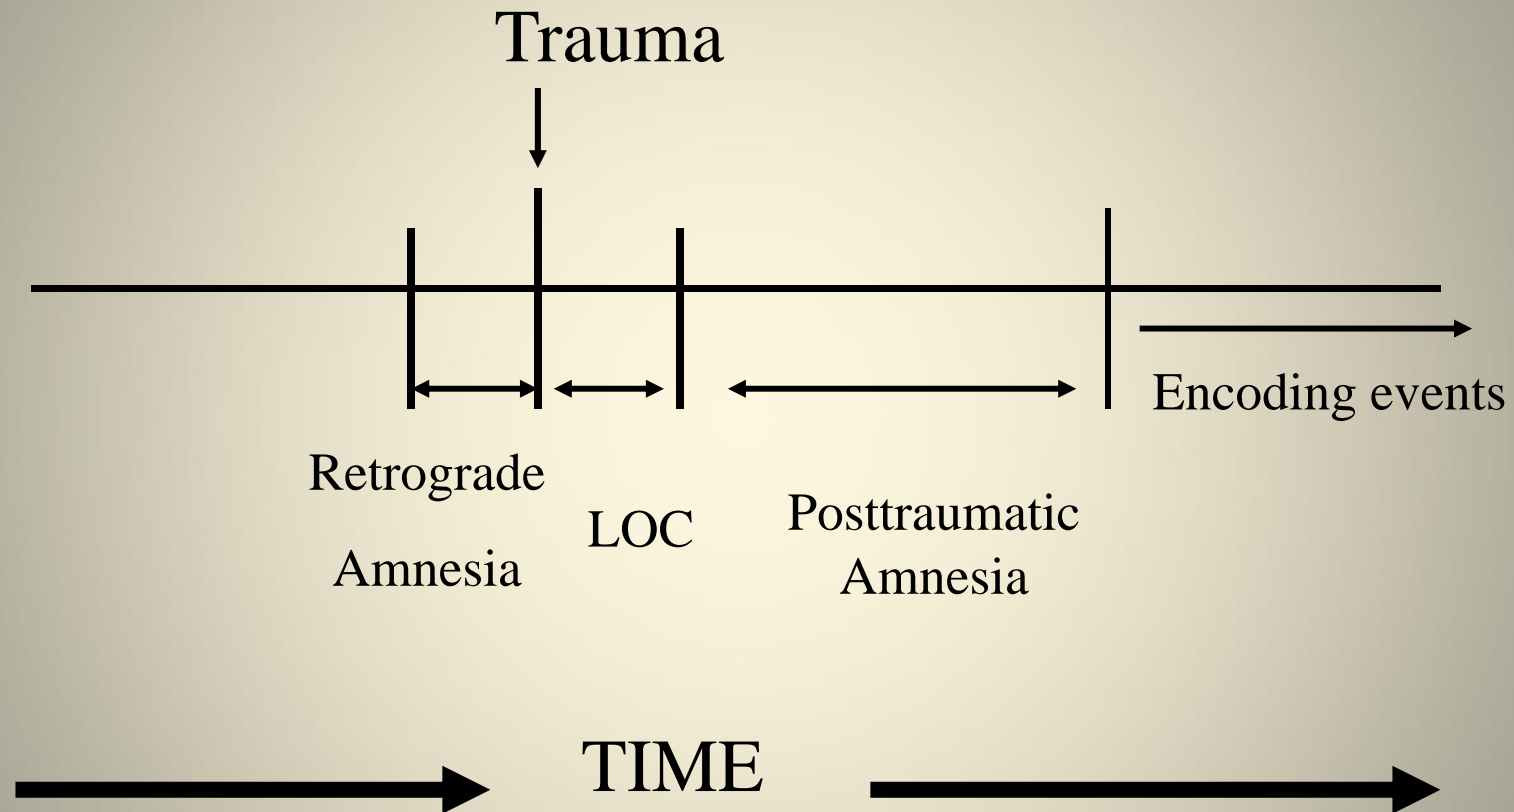 Trauma
Encoding events
Retrograde
Amnesia
LOC
Posttraumatic
Amnesia
TIME